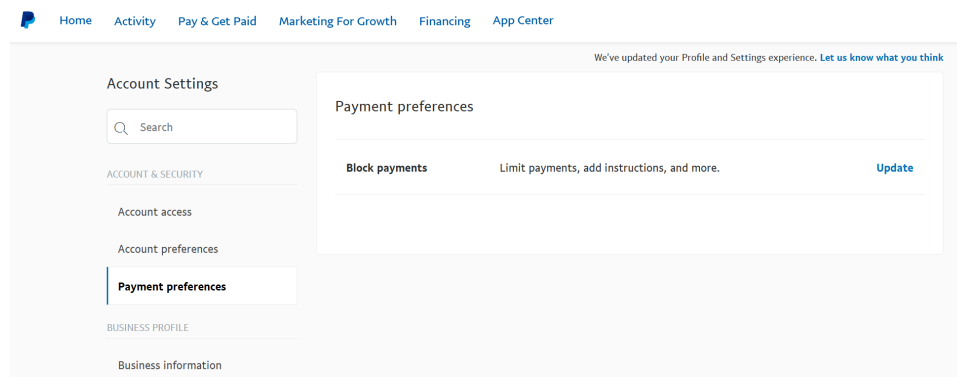 Home Activity Pay & Get Paid Marketing For Growth Financing App Center
We've updated your Profile and Settings experience. Let us know what you think
Account Settings
Search
ACCOUNT & SECURITY
Account access
Account preferences
Payment preferences
BUSINESS PROFILE
Business information
Payment preferences
Block payments Limit payments, add instructions, and more. Update